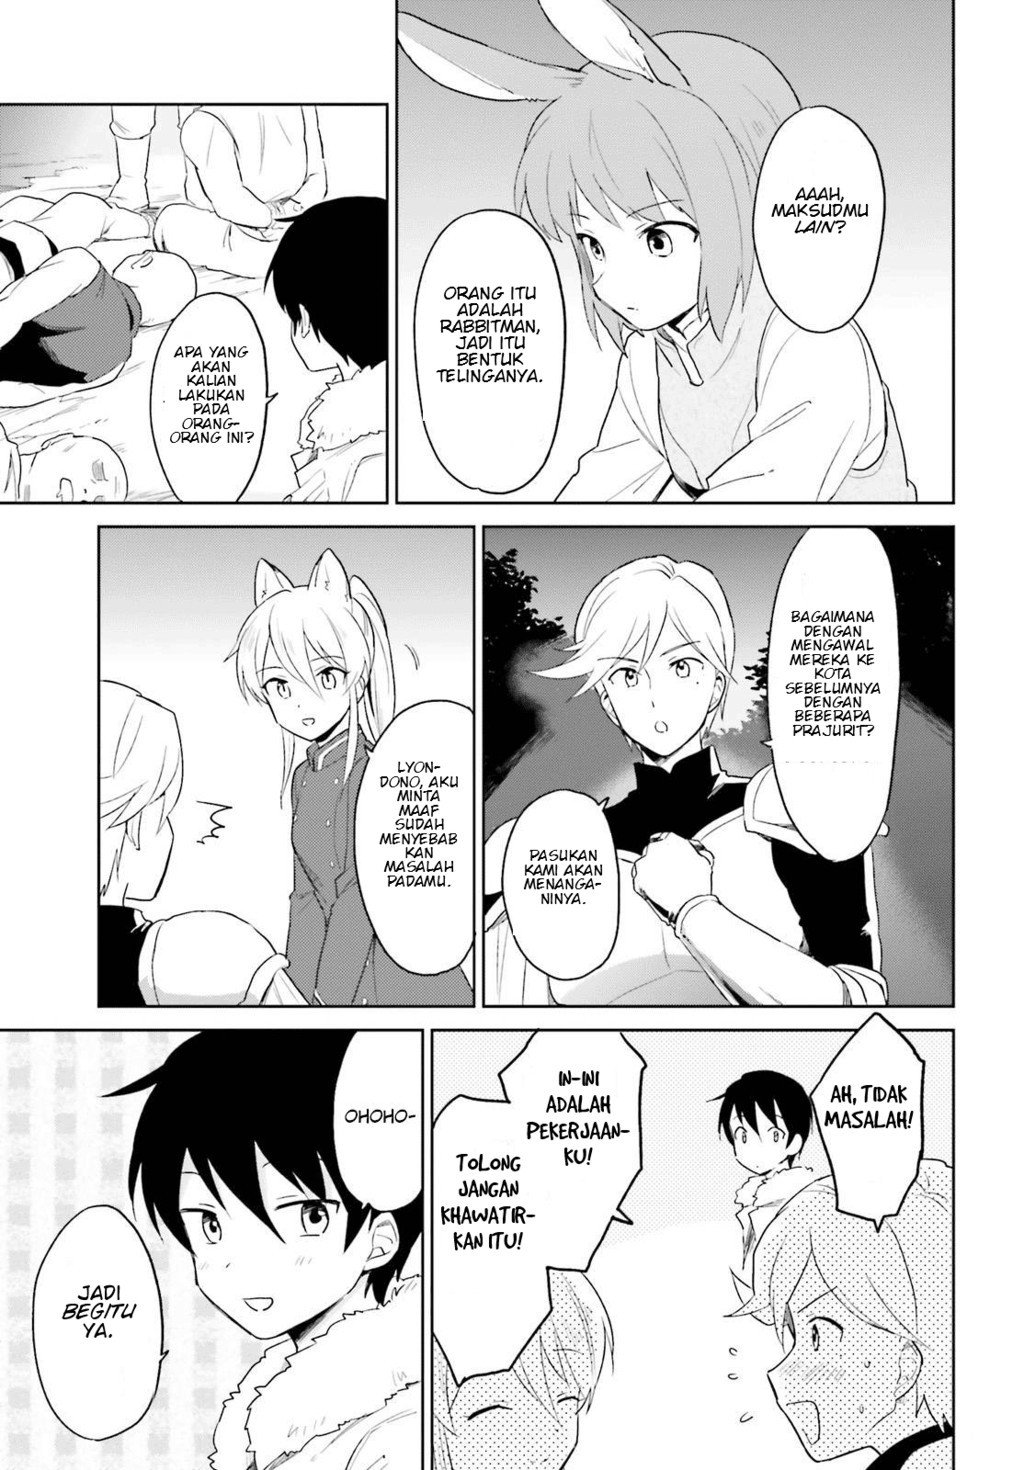 AAAH,
MAKSUDMU
LAIN?
ORANG ITU
ADALAH
RABBITMAN,
JADI ITU
BENTUK
TELINGANYA.
APA YANG
AKAN
KALIAN
LAKUKAN
PADA
ORANG-
ORANG INI?
BAGAIMANA
DENGAN
MENGAWAL
MEREKA KE
KOTA
SEBELUMNYA
DENGAN
BEBERAPA
PRAJURIT?
PASUKAN
KAMI AKAN
MENANGA-
NINYA.
LYON-
DONO, AKU
MINTA
MAAF
SUDAH
MENYEBAB
KAN
MASALAH
PADAMU.
AH, TIDAK
MASALAH!
IN-INI
ADALAH
PEKERJAAN-
KU!
TOLONG
JANGAN
KHAWATIR-
KAN ITU!
OHOHO-
JADI
BEGITU
YA.